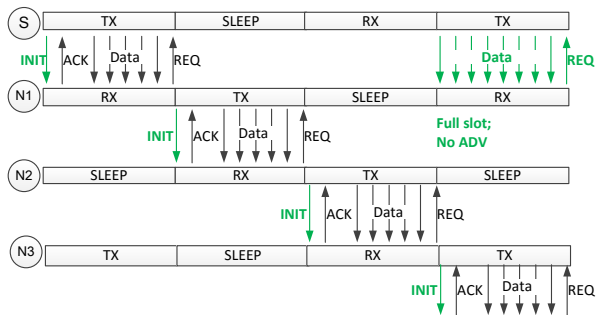 S TX SLEEP RX TX
INIT ACK Data REQ Data REQ
N1 RX TX SLEEP RX
INIT ACK Data REQ Full slot;
No ADV
N2 SLEEP RX TX SLEEP
INIT ACK Data REQ
N3 TX SLEEP RX TX
INIT ACK Data REQ